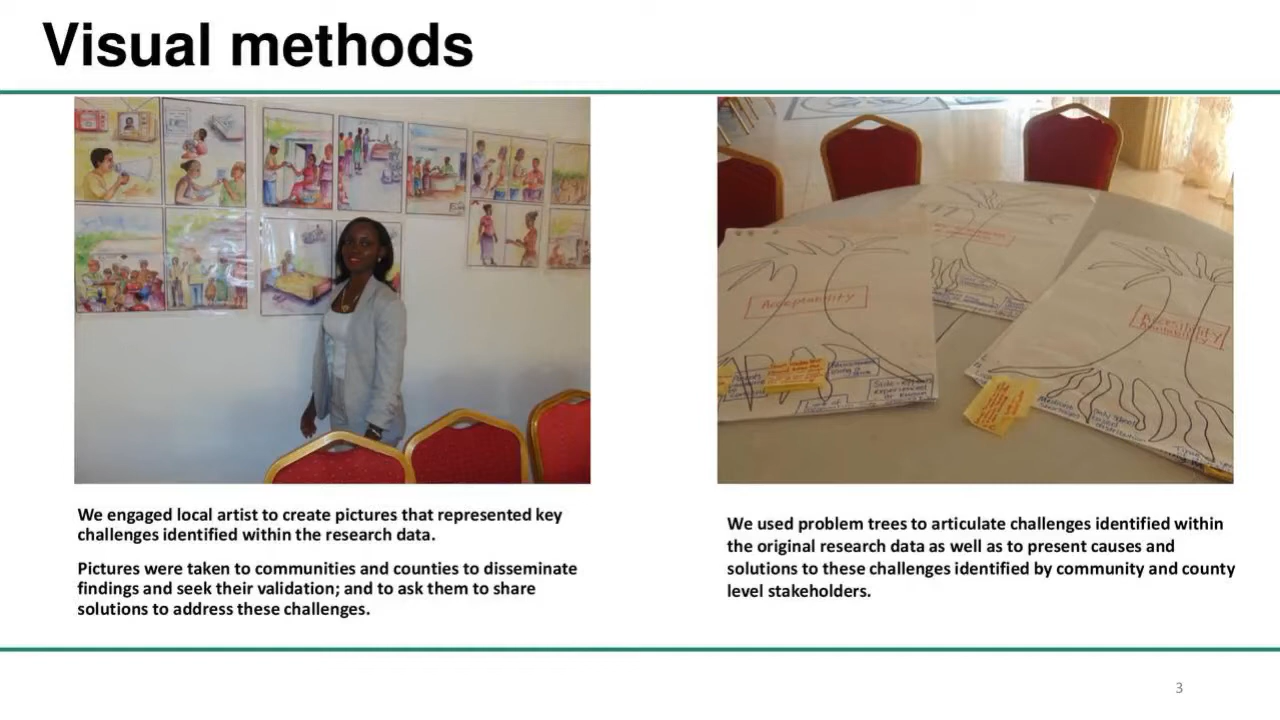 Visual methods
Acceptability
Accesibility
Availability
We engaged local artist to create pictures that represented key
challenges identified within the research data.
Pictures were taken to communities and counties to disseminate
findings and seek their validation; and to ask them to share
solutions to address these challenges.
We used problem trees to articulate challenges identified within
the original research data as well as to present causes and
solutions to these challenges identified by community and county
level stakeholders.
3